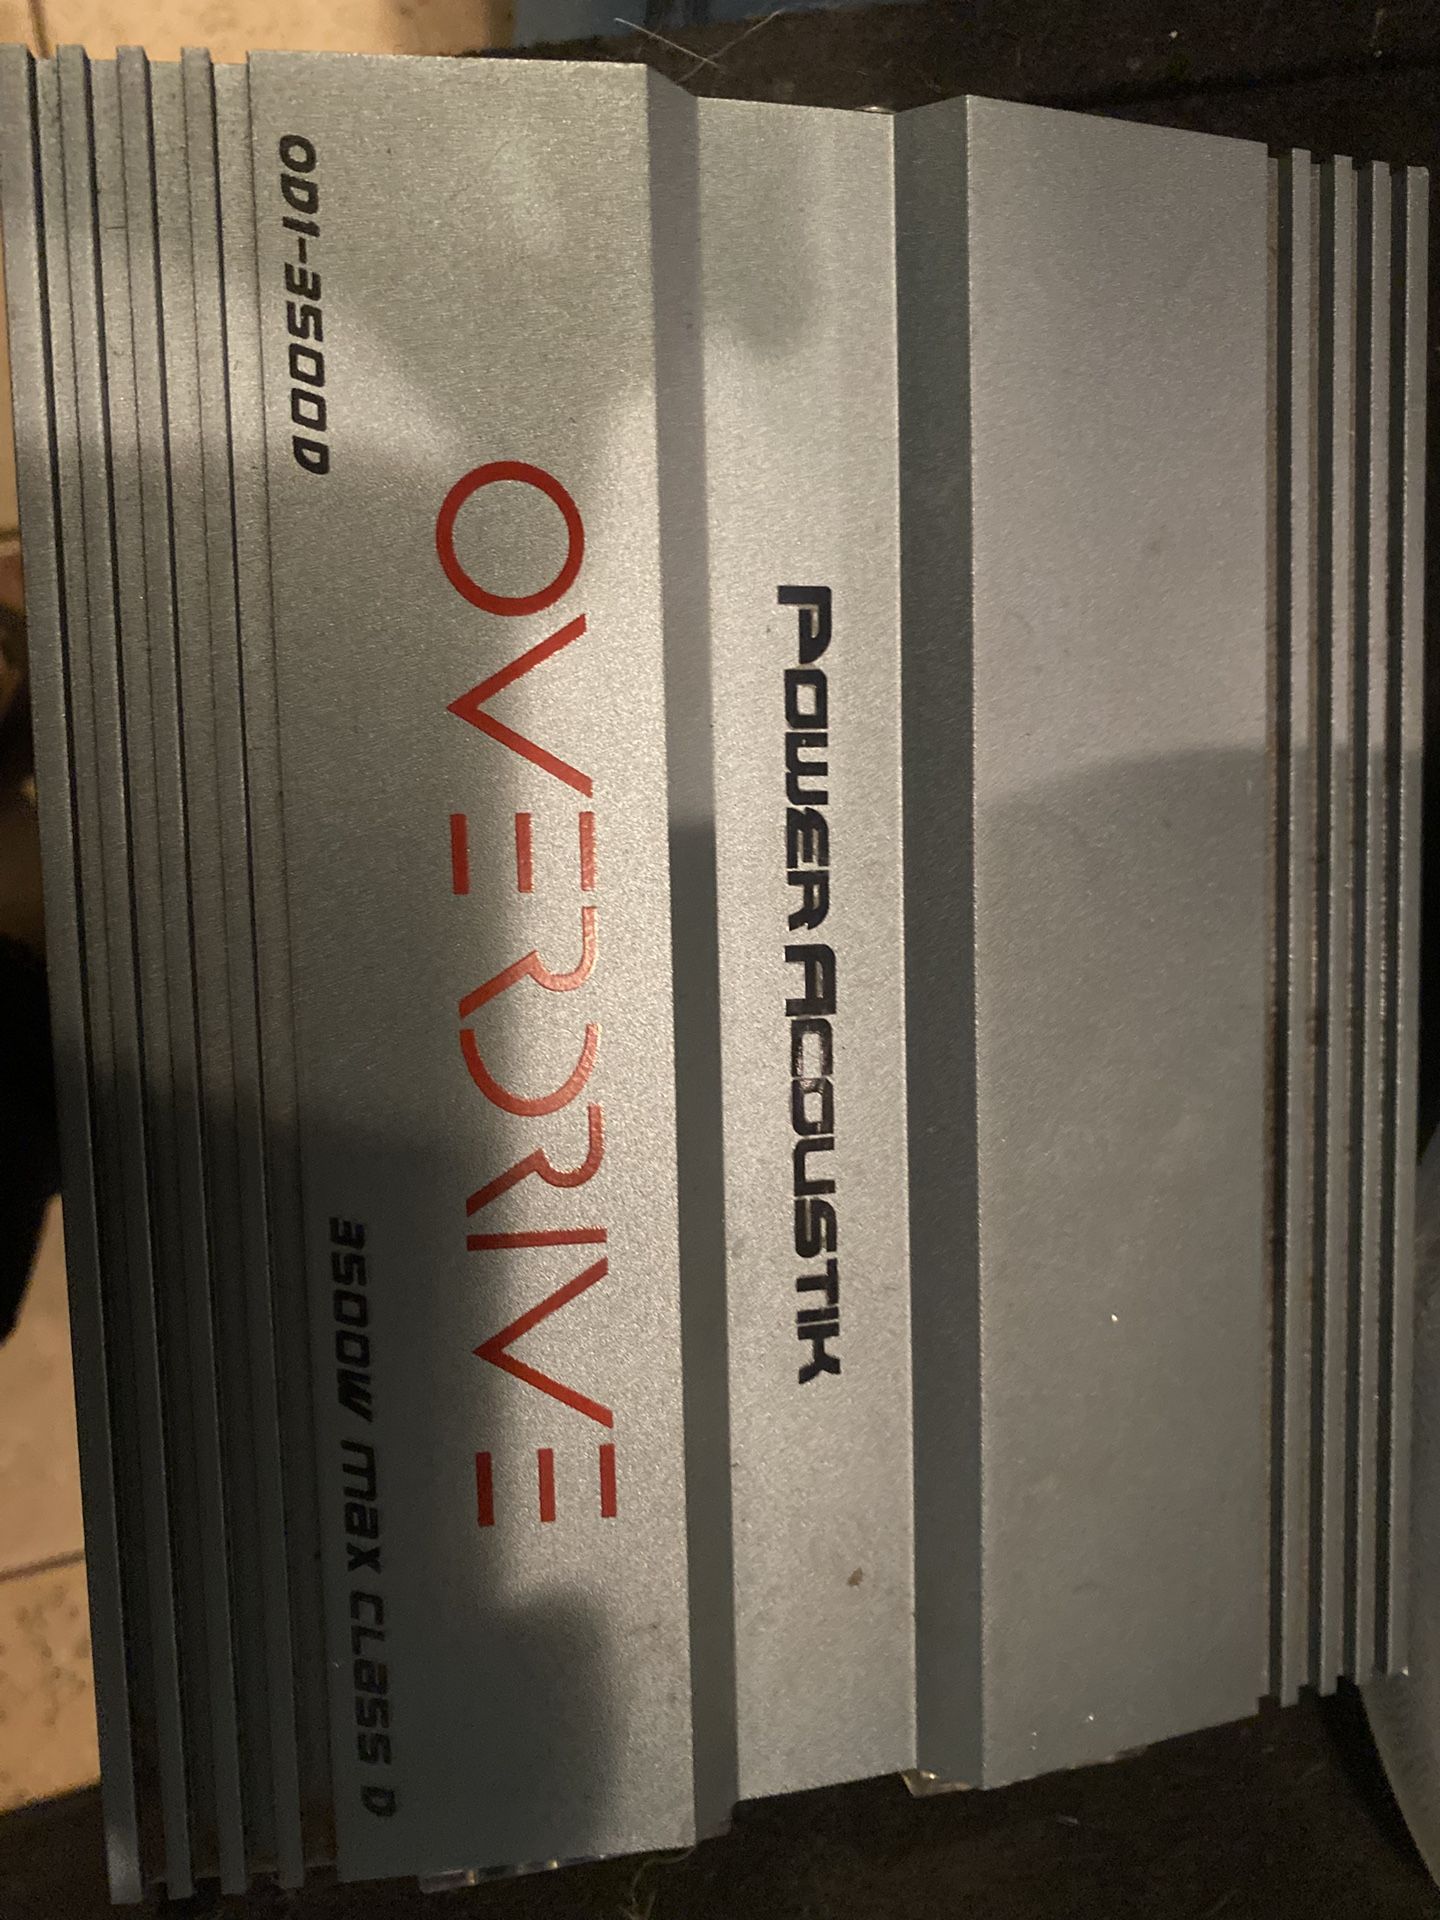 POWER ACOUSTIK
OVERDRIVE
OD1-3500D
3500W MAX CLASS D